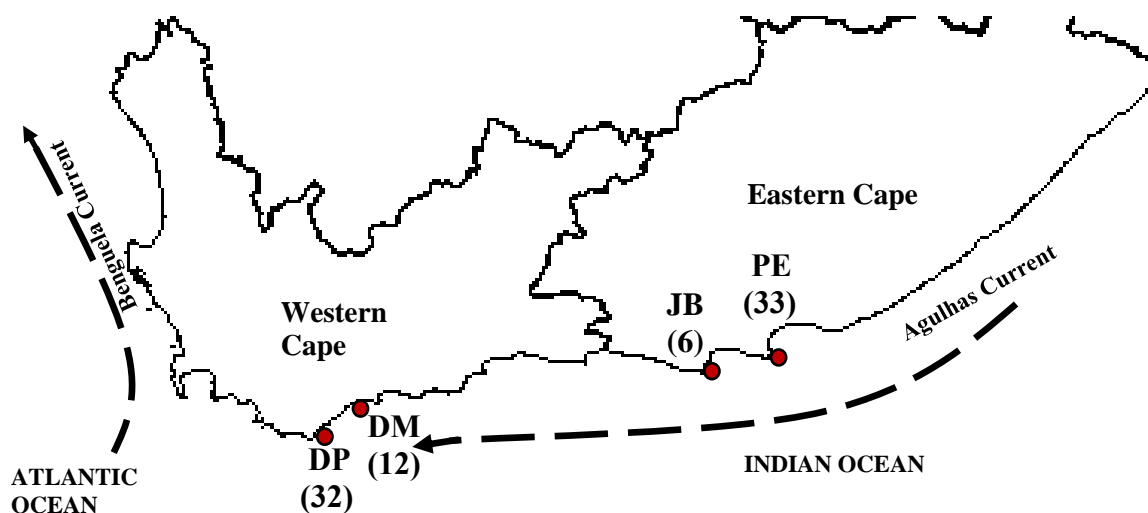 Benguela Current
Western
Cape
Eastern Cape
PE
(33)
JB
(6)
Agulhas Current
DM
(12)
DP
(32)
ATLANTIC
OCEAN
INDIAN OCEAN